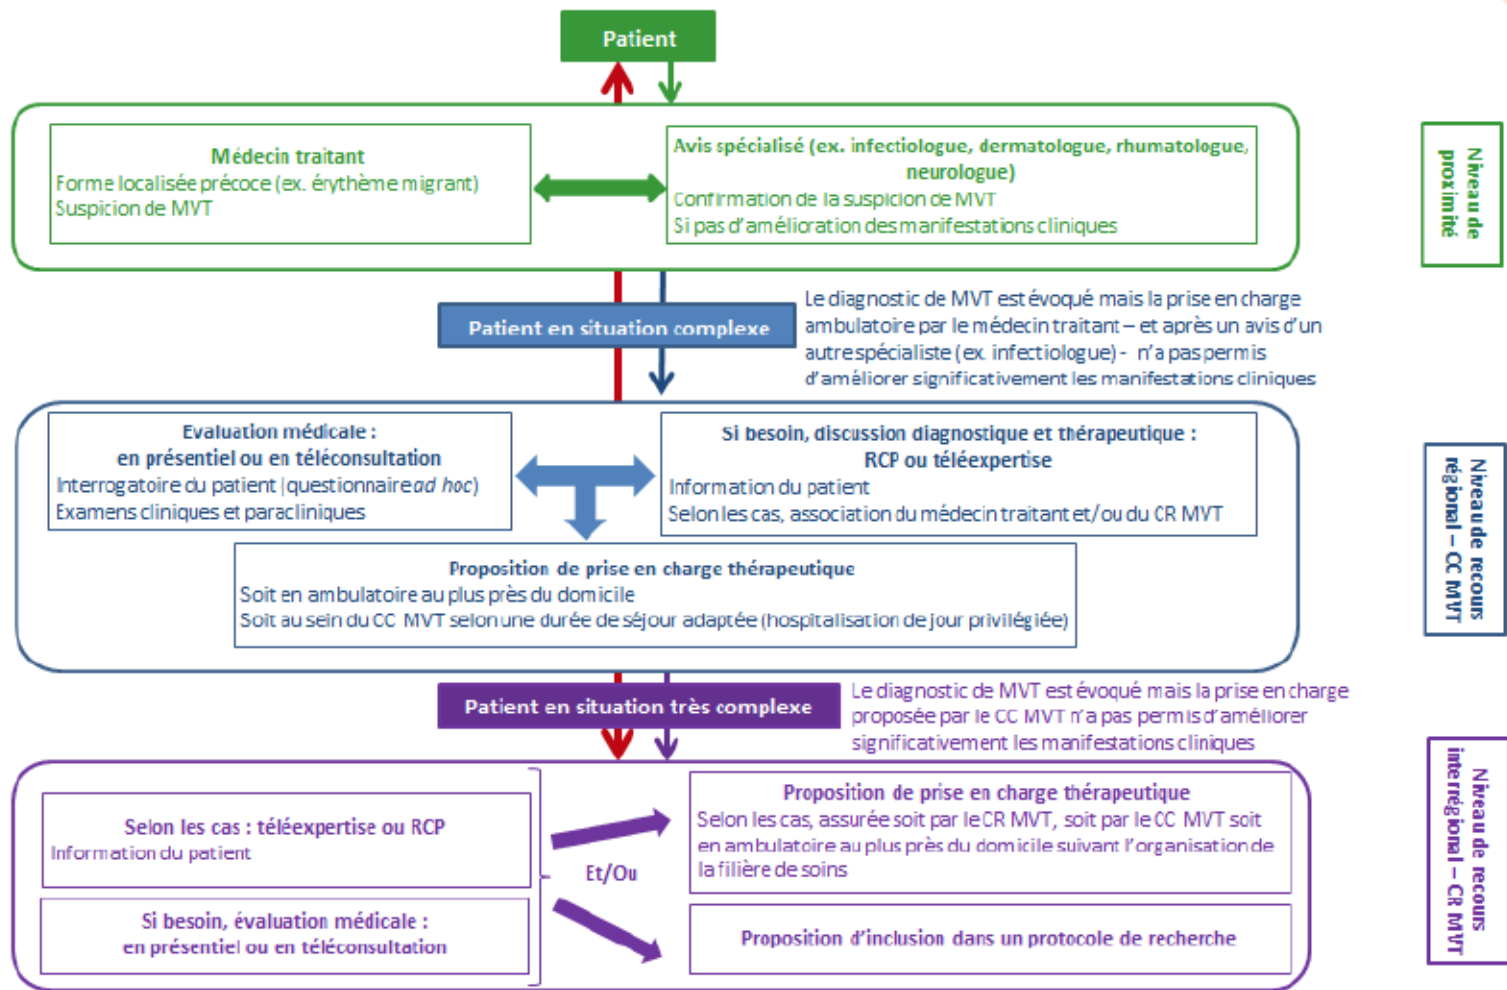 Patient
Médecin traitant
Forme localisée précoce (ex. érythème migrant)
Suspicion de MVT
Avis spécialisé (ex. infectiologue, dermatologue, rhumatologue,
neurologue)
Confirmation de la suspicion de MVT
Si pas d’amélioration des manifestations cliniques
Niveau de
proximité
Patient en situation complexe
Le diagnostic de MVT est évoqué mais la prise en charge
ambulatoire par le médecin traitant – et après un avis d’un
autre spécialiste (ex. infectiologue) - n’a pas permis
d’améliorer significativement les manifestations cliniques
Evaluation médicale :
en présentiel ou en téléconsultation
Interrogatoire du patient (questionnaire ad hoc)
Examens cliniques et paracliniques
Si besoin, discussion diagnostique et thérapeutique :
RCP ou téléexpertise
Information du patient
Selon les cas, association du médecin traitant et/ou du CR MVT
Proposition de prise en charge thérapeutique
Soit en ambulatoire au plus près du domicile
Soit au sein du CC MVT selon une durée de séjour adaptée (hospitalisation de jour privilégiée)
Niveau de recours
régional – CC MVT
Patient en situation très complexe
Le diagnostic de MVT est évoqué mais la prise en charge
proposée par le CC MVT n’a pas permis d’améliorer
significativement les manifestations cliniques
Selon les cas : téléexpertise ou RCP
Information du patient
Si besoin, évaluation médicale :
en présentiel ou en téléconsultation
Et/Ou
Proposition de prise en charge thérapeutique
Selon les cas, assurée soit par le CR MVT, soit par le CC MVT soit
en ambulatoire au plus près du domicile suivant l’organisation de
la filière de soins
Proposition d’inclusion dans un protocole de recherche
Niveau de recours
interrégional – CR MVT